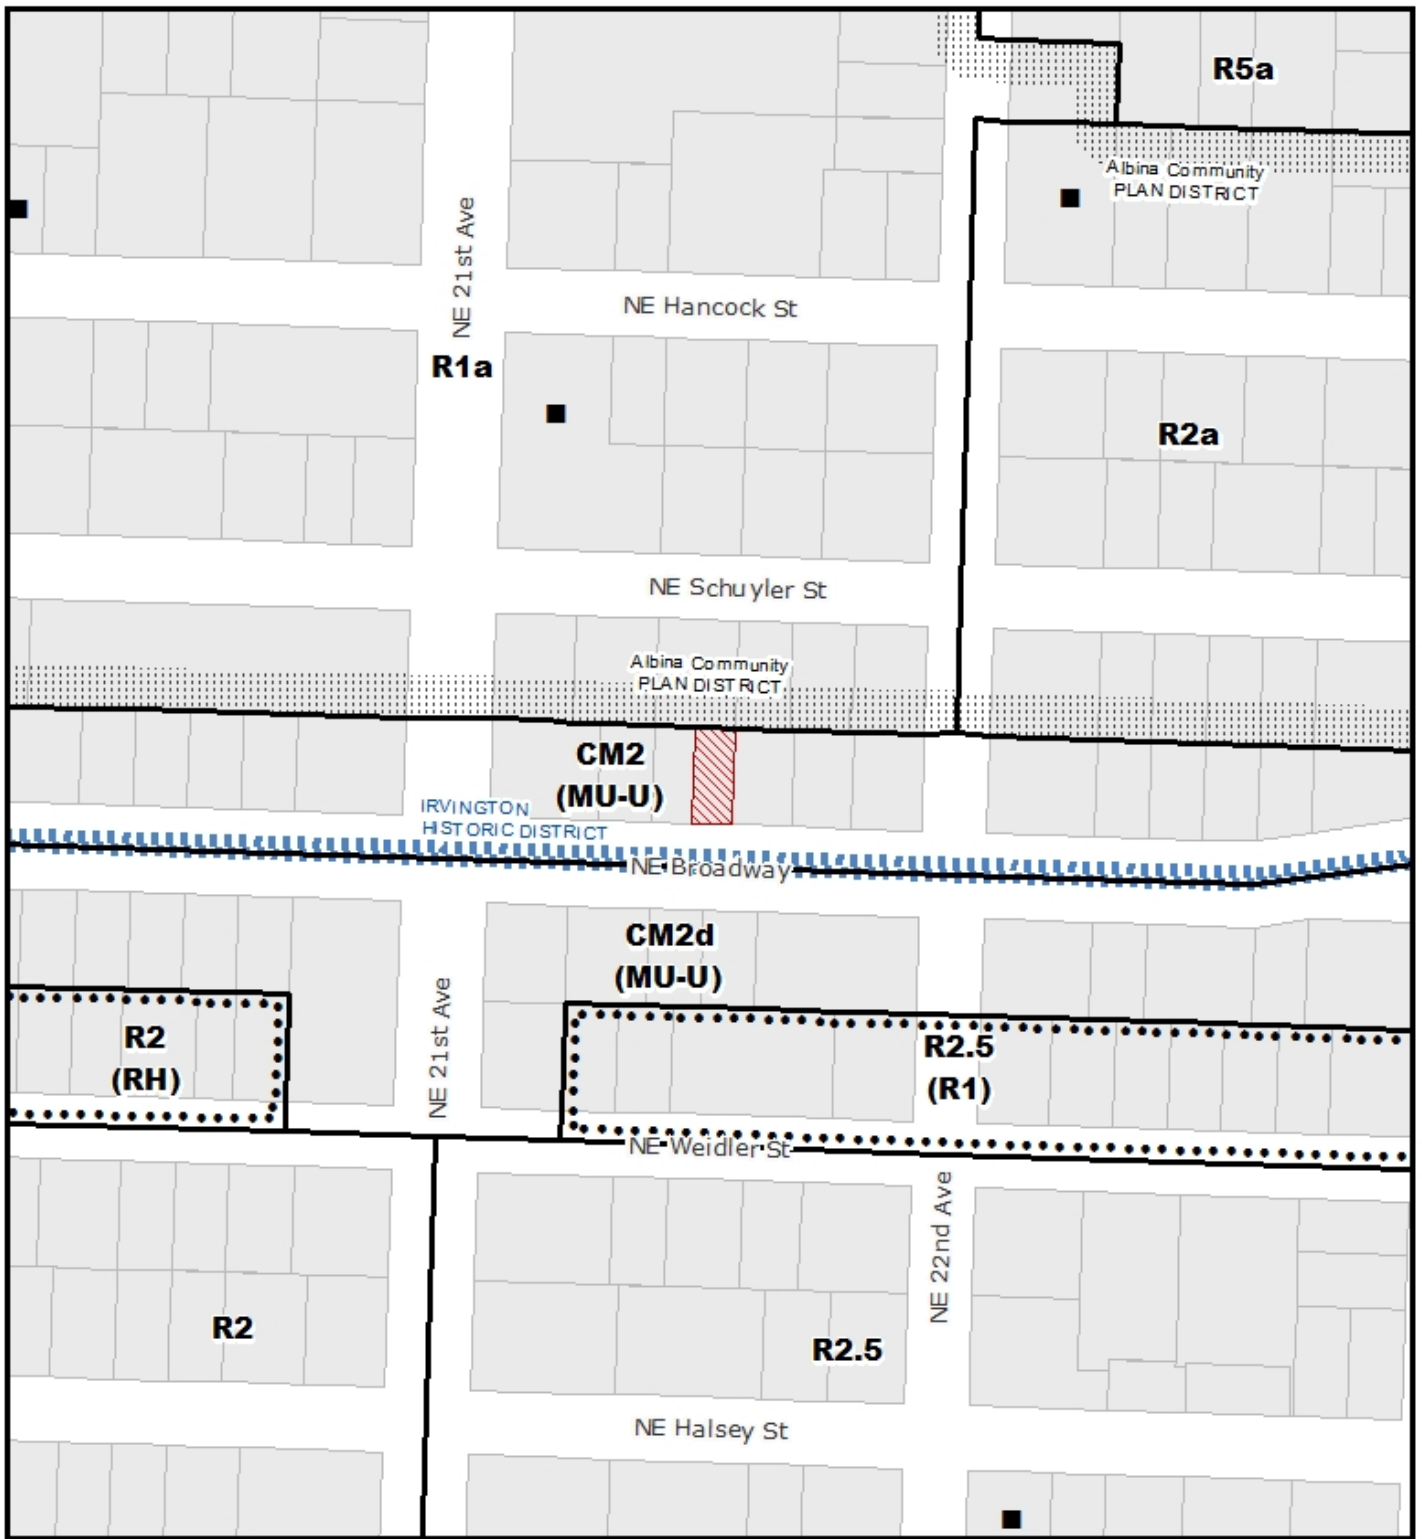 R5a
Albina Community
PLAN DISTRICT
NE 21st Ave
NE Hancock St
R1a
R2a
NE Schuyler St
Albina Community
PLAN DISTRICT
CM2
(MU-U)
IRVINGTON
HISTORIC DISTRICT
NE Broadway
CM2d
(MU-U)
NE 21st Ave
R2
(RH)
R2.5
(R1)
NE Weidler St
NE 22nd Ave
R2
R2.5
NE Halsey St